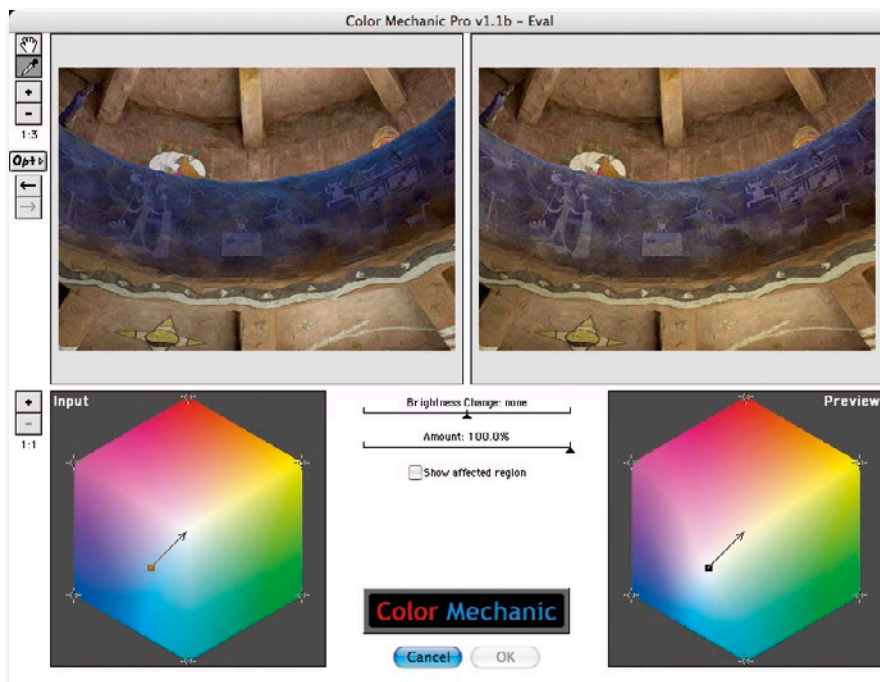 Color Mechanic Pro v1.1b - Eval
+
-
1:3
Opt
+
-
1:1
Input
Brightness Change: none
Amount: 100.0%
Show affected region
Preview
Color Mechanic
Cancel
OK